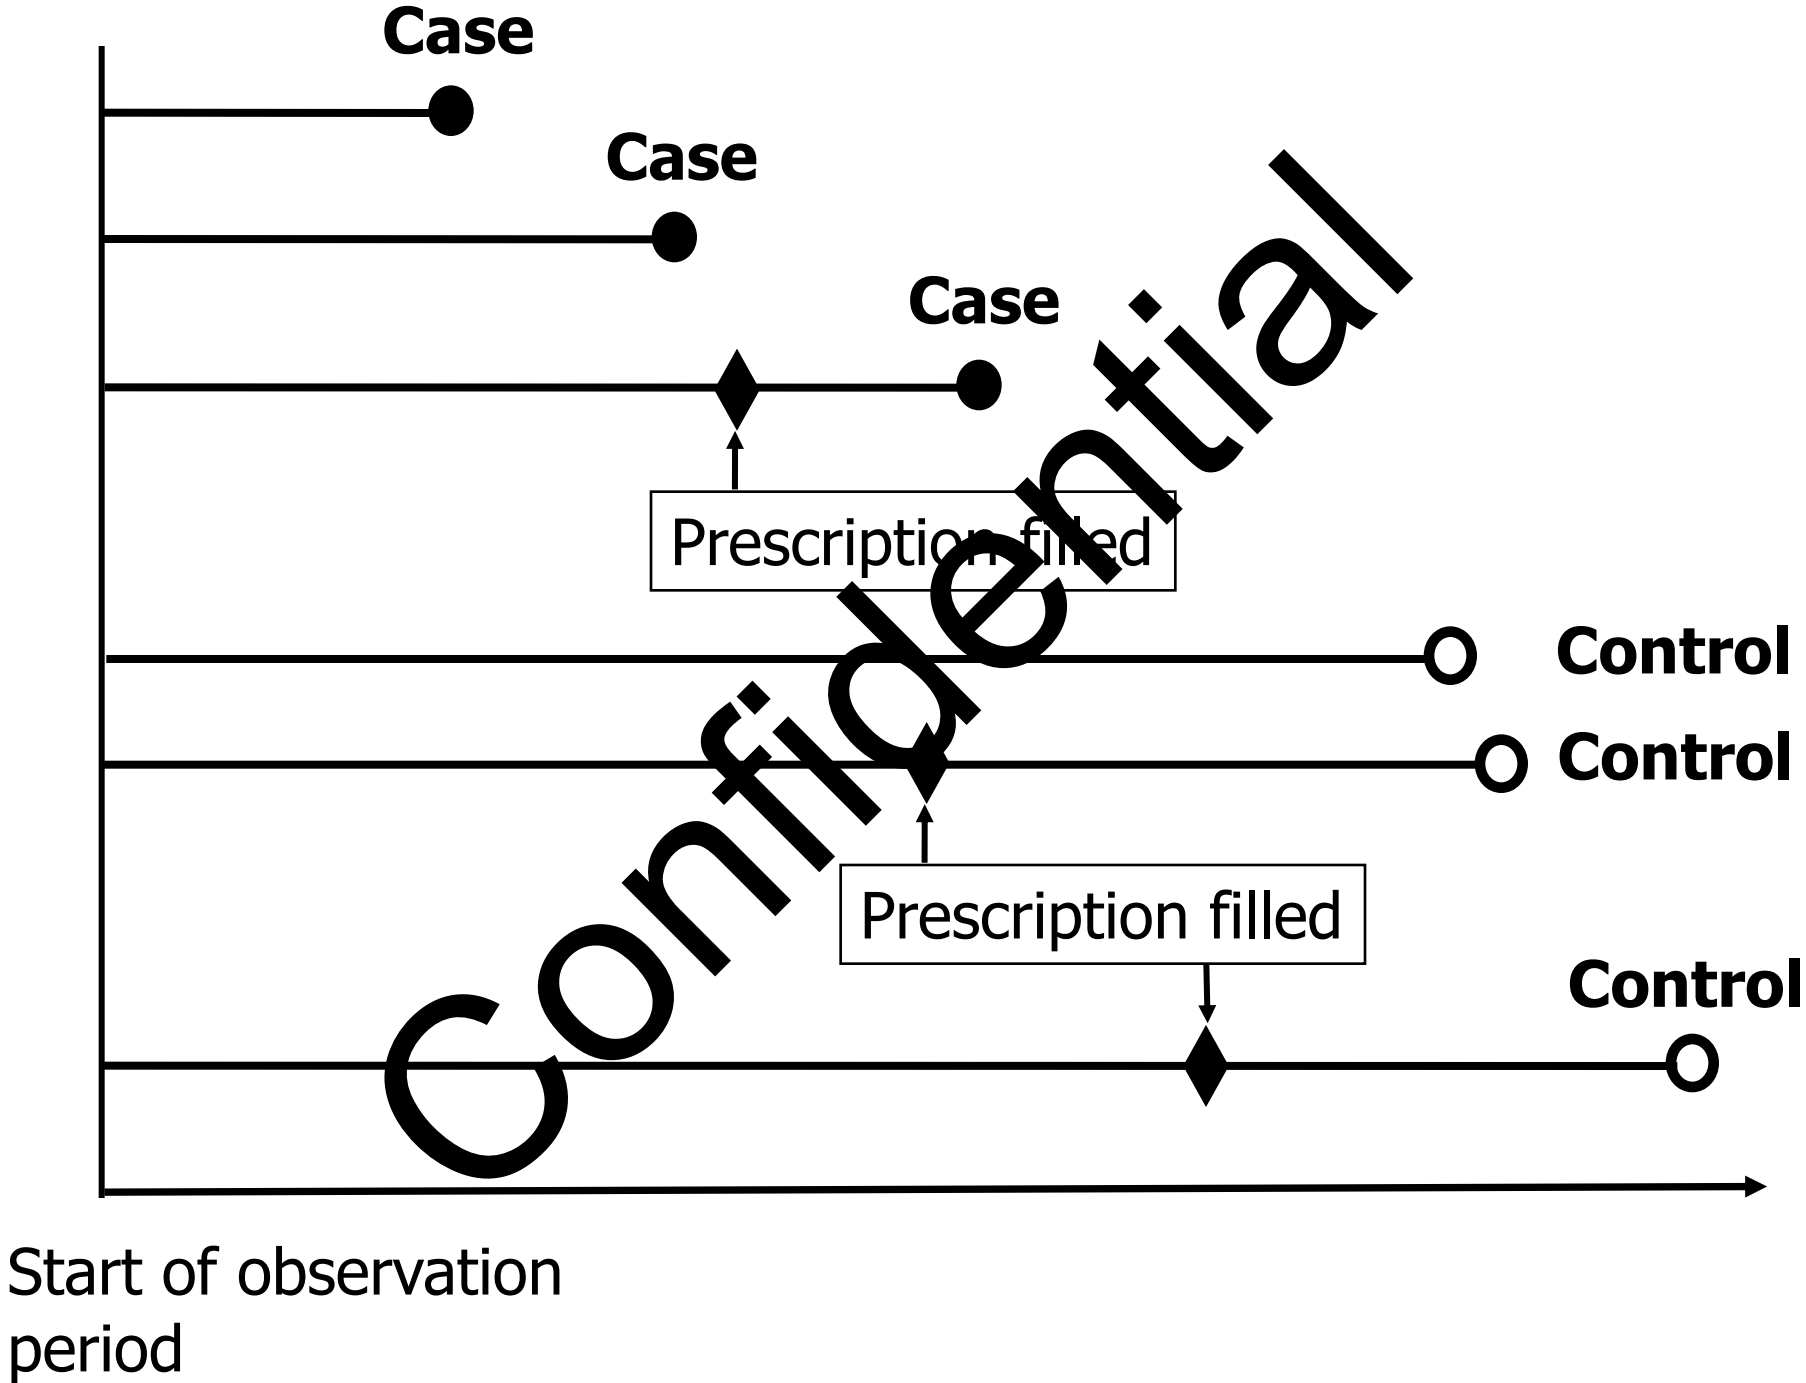 Case
Case
Case
Prescription filled
Control
Control
Prescription filled
Control
Start of observation
period
Confidential